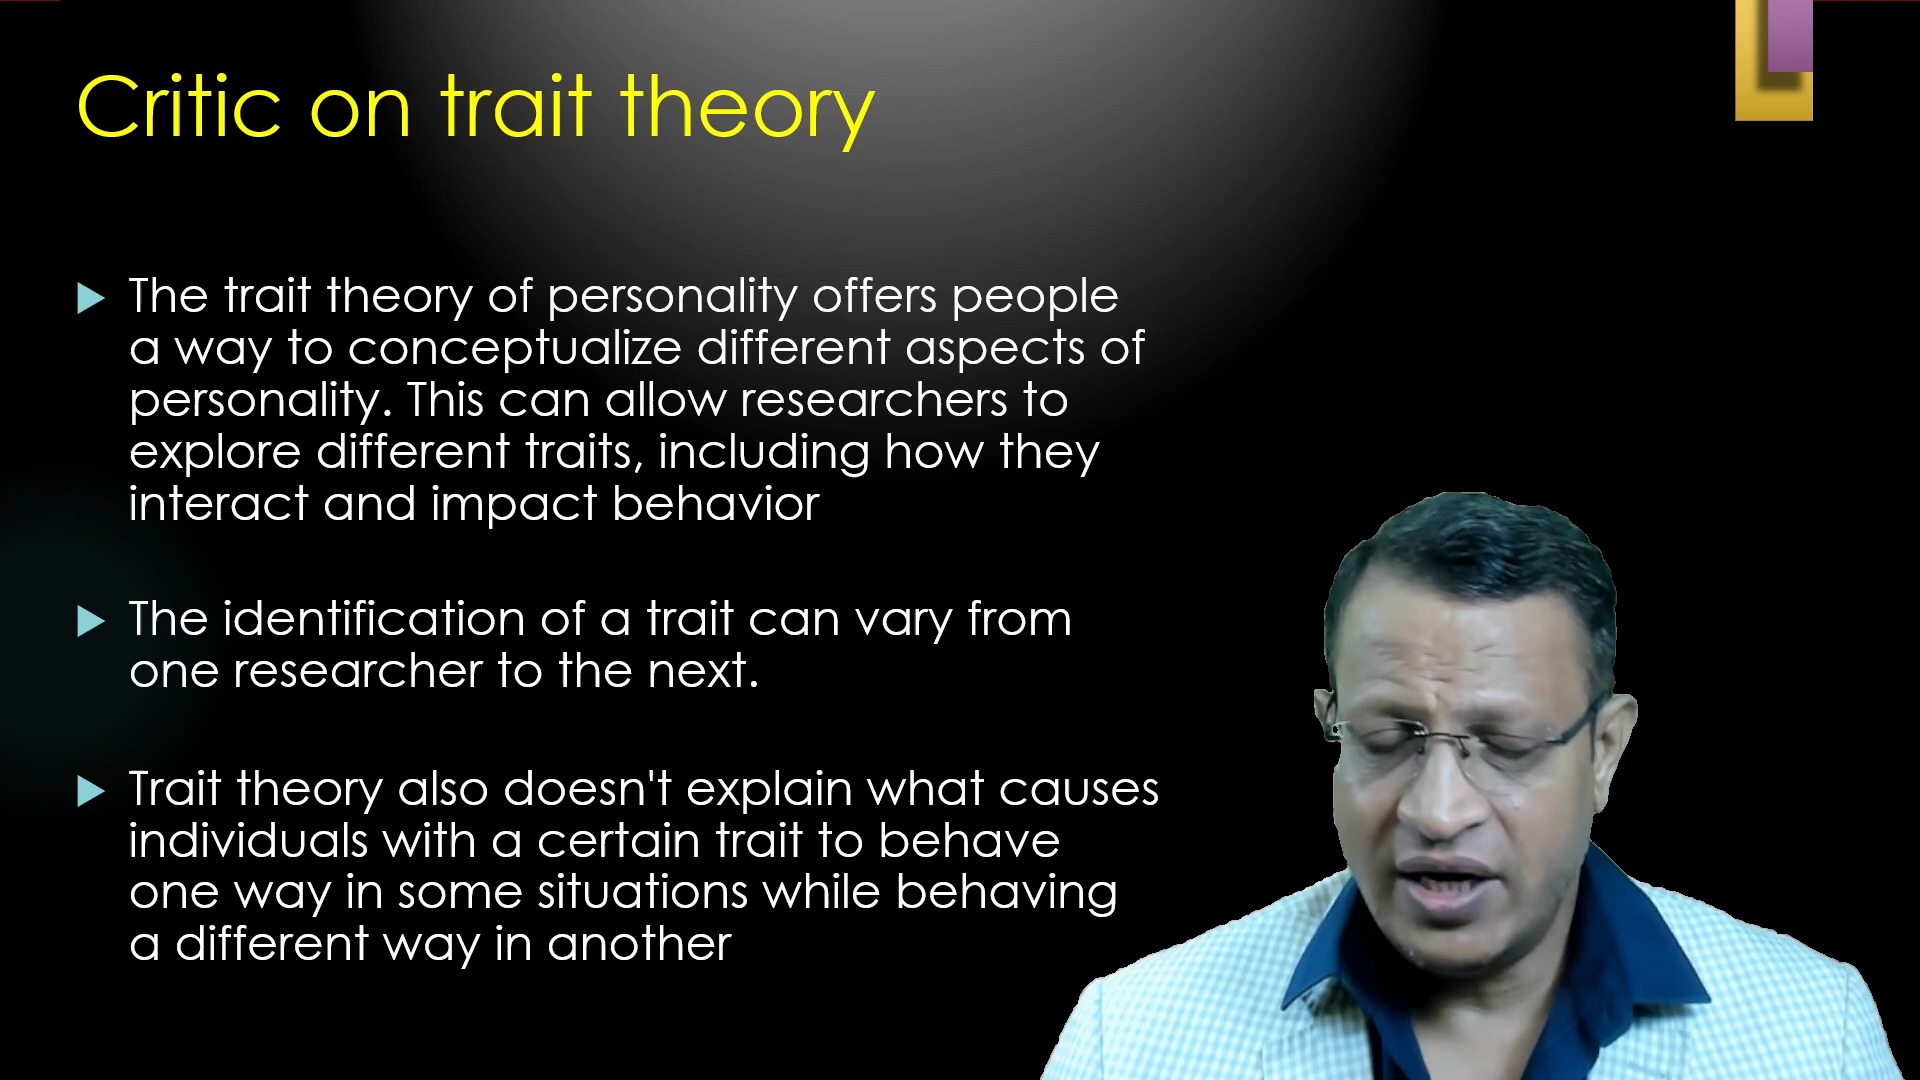 Critic on trait theory
The trait theory of personality offers people
a way to conceptualize different aspects of
personality. This can allow researchers to
explore different traits, including how they
interact and impact behavior
The identification of a trait can vary from
one researcher to the next.
Trait theory also doesn't explain what causes
individuals with a certain trait to behave
one way in some situations while behaving
a different way in another